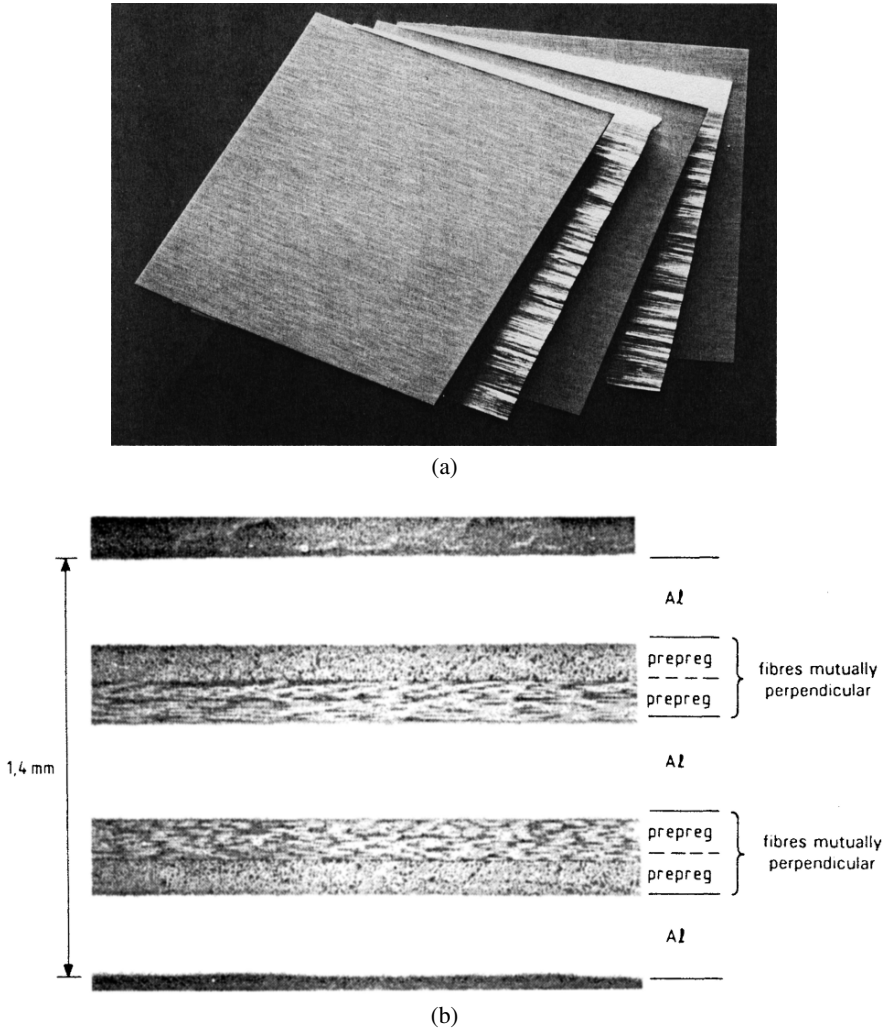 (a)
Al
prepreg
prepreg
fibres mutually
perpendicular
1,4 mm
Al
prepreg
prepreg
fibres mutually
perpendicular
Al
(b)